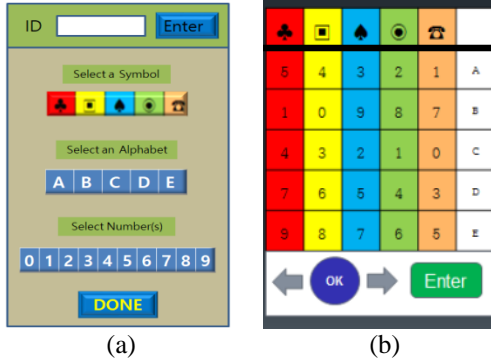 ID Enter
Select a Symbol
Select an Alphabet
A B C D E
Select Number(s)
0 1 2 3 4 5 6 7 8 9
DONE
(a)
5 4 3 2 1 A
1 0 9 8 7 B
4 3 2 1 0 C
7 6 5 4 3 D
9 8 7 6 5 E
OK Enter
(b)